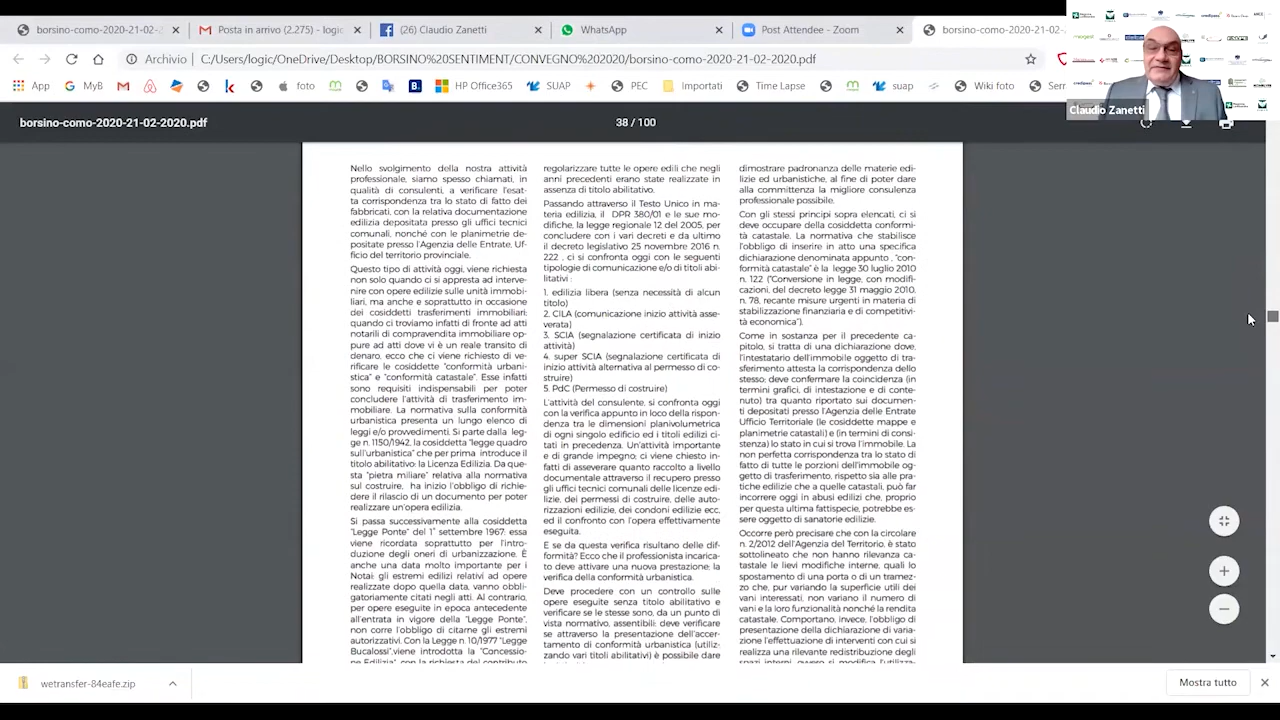 borsino-como-2020-21-02-
Posta in arrivo (2.275) - logic
(26) Claudio Zanetti
WhatsApp
Post Attendee - Zoom
borsino-como-2020-21-02-
Archivio
C:/Users/logic/OneDrive/Desktop/BORSINO%20SENTIMENT/CONVEGNO%202020/borsino-como-2020-21-02-2020.pdf
App
MyB
foto
HP Office365
SUAP
PEC
Importati
Time Lapse
suap
Wiki foto
Claudio Zanetti
borsino-como-2020-21-02-2020.pdf
38 / 100
Nello svolgimento della nostra attività
professionale, siamo spesso chiamati, in
qualità di consulenti, a verificare l'esat-
ta corrispondenza tra lo stato di fatto dei
fabbricati, con la relativa documentazione
edilizia depositata presso gli uffici tecnici
comunali, nonché con le planimetrie de-
positate presso l'Agenzia delle Entrate, Uf-
ficio del territorio provinciale.
Questo tipo di attività oggi, viene richiesta
non solo quando ci si appresta ad interve-
nire con opere edilizie sulle unità immobi-
liari, ma anche e soprattutto in occasione
dei cosiddetti trasferimenti immobiliari;
quando ci troviamo infatti di fronte ad atti
notarili di compravendita immobiliare op-
pure ad atti dove vi è un reale transito di
denaro, ecco che ci viene richiesto di ve-
rificare le cosiddette "conformità urbani-
stica" e "conformità catastale". Esse infatti
sono requisiti indispensabili per poter
concludere l'attività di trasferimento im-
mobiliare. La normativa sulla conformità
urbanistica presenta un lungo elenco di
leggi e/o provvedimenti. Si parte dalla leg-
ge n. 1150/1942, la cosiddetta "legge quadro
sull'urbanistica" che per prima introduce il
titolo abilitativo: la Licenza Edilizia. Da que-
sta "pietra miliare" relativa alla normativa
sul costruire, ha inizio l'obbligo di richie-
dere il rilascio di un documento per poter
realizzare un'opera edilizia.
Si passa successivamente alla cosiddetta
"Legge Ponte" del 1° settembre 1967: essa
viene ricordata soprattutto per l'intro-
duzione degli oneri di urbanizzazione. È
anche una data molto importante per i
Notai: gli estremi edilizi relativi ad opere
realizzate dopo quella data, vanno obbli-
gatoriamente citati negli atti. Al contrario,
per opere eseguite in epoca antecedente
all'entrata in vigore della "Legge Ponte",
non corre l'obbligo di citarne gli estremi
autorizzativi. Con la Legge n. 10/1977 "Legge
Bucalossi",viene introdotta la "Concessio-
ne Edilizia", con la richiesta del contributo
regolarizzare tutte le opere edili che negli
anni precedenti erano state realizzate in
assenza di titolo abilitativo.
Passando attraverso il Testo Unico in ma-
teria edilizia, il DPR 380/01 e le sue mo-
difiche, la legge regionale 12 del 2005, per
concludere con i vari decreti e da ultimo
il decreto legislativo 25 novembre 2016 n.
222 , ci si confronta oggi con le seguenti
tipologie di comunicazione e/o di titoli abi-
litativi :
1. edilizia libera (senza necessità di alcun
titolo)
2. CILA (comunicazione inizio attività asse-
verata)
3. SCIA (segnalazione certificata di inizio
attività)
4. super SCIA (segnalazione certificata di
inizio attività alternativa al permesso di co-
struire)
5. PdC (Permesso di costruire)
L'attività del consulente, si confronta oggi
con la verifica appunto in loco della rispon-
denza tra le dimensioni planivolumetrica
di ogni singolo edificio ed i titoli edilizi ci-
tati in precedenza. Un'attività importante
e di grande impegno; ci viene chiesto in-
fatti di asseverare quanto raccolto a livello
documentale attraverso il recupero presso
gli uffici tecnici comunali delle licenze edi-
lizie, dei permessi di costruire, delle auto-
rizzazioni edilizie, dei condoni edilizie ecc,
ed il confronto con l'opera effettivamente
eseguita.
E se da questa verifica risultano delle dif-
formità? Ecco che il professionista incarica-
to deve attivare una nuova prestazione: la
verifica della conformità urbanistica.
Deve procedere con un controllo sulle
opere eseguite senza titolo abilitativo e
verificare se le stesse sono, da un punto di
vista normativo, assentibili: deve verificare
se attraverso la presentazione dell'accer-
tamento di conformità urbanistica (utiliz-
zando vari titoli abilitativi) è possibile dare
dimostrare padronanza delle materie edi-
lizie ed urbanistiche, al fine di poter dare
alla committenza la migliore consulenza
professionale possibile.
Con gli stessi principi sopra elencati, ci si
deve occupare della cosiddetta conformi-
tà catastale. La normativa che stabilisce
l'obbligo di inserire in atto una specifica
dichiarazione denominata appunto , "con-
formità catastale" è la legge 30 luglio 2010
n. 122 ("Conversione in legge, con modifi-
cazioni, del decreto legge 31 maggio 2010,
n. 78, recante misure urgenti in materia di
stabilizzazione finanziaria e di competitivi-
tà economica").
Come in sostanza per il precedente ca-
pitolo, si tratta di una dichiarazione dove,
l'intestatario dell'immobile oggetto di tra-
sferimento attesta la corrispondenza dello
stesso; deve confermare la coincidenza (in
termini grafici, di intestazione e di conte-
nuto) tra quanto riportato sui documen-
ti depositati presso l'Agenzia delle Entrate
Ufficio Territoriale (le cosiddette mappe e
planimetrie catastali) e (in termini di consi-
stenza) lo stato in cui si trova l'immobile. La
non perfetta corrispondenza tra lo stato di
fatto di tutte le porzioni dell'immobile og-
getto di trasferimento, rispetto sia alle pra-
tiche edilizie che a quelle catastali, può far
incorrere oggi in abusi edilizi che, proprio
per questa ultima fattispecie, potrebbe es-
sere oggetto di sanatorie edilizie.
Occorre però precisare che con la circolare
n. 2/2012 dell'Agenzia del Territorio, è stato
sottolineato che non hanno rilevanza ca-
tastale le lievi modifiche interne, quali lo
spostamento di una porta o di un tramez-
zo che, pur variando la superficie utili dei
vani interessati, non variano il numero di
vani e la loro funzionalità nonché la rendita
catastale. Comportano, invece, l'obbligo di
presentazione della dichiarazione di varia-
zione l'effettuazione di interventi con cui si
realizza una rilevante redistribuzione degli
spazi interni, ovvero si modifica l'utilizza-
wetransfer-84eafe.zip
Mostra tutto